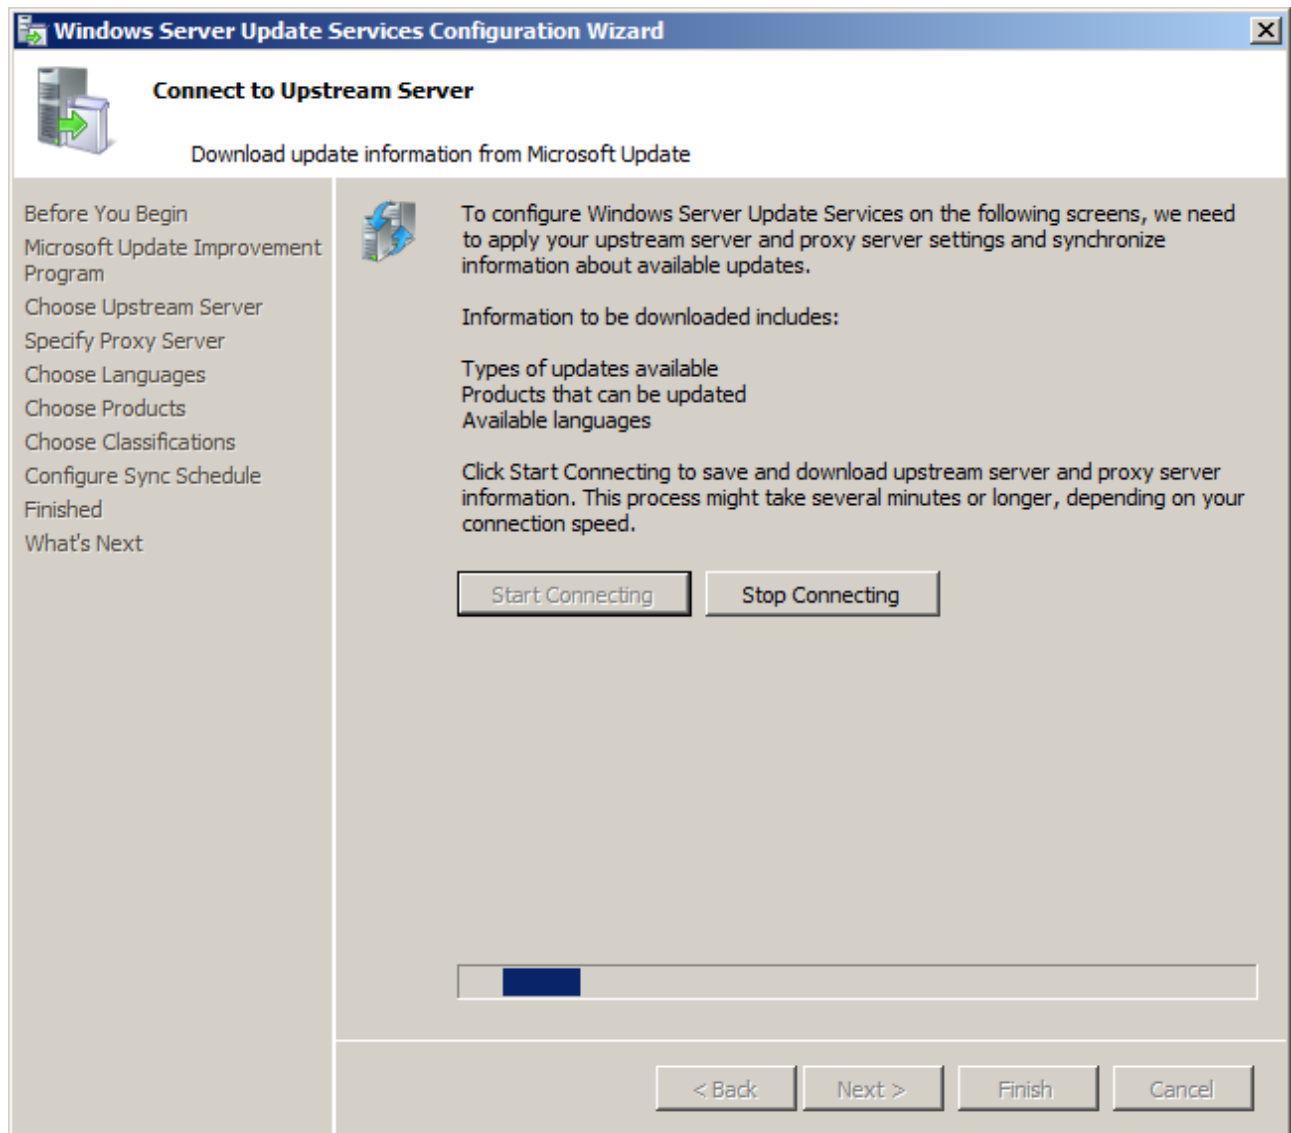 Windows Server Update Services Configuration Wizard
Connect to Upstream Server
Download update information from Microsoft Update
Before You Begin
Microsoft Update Improvement
Program
Choose Upstream Server
Specify Proxy Server
Choose Languages
Choose Products
Choose Classifications
Configure Sync Schedule
Finished
What's Next
To configure Windows Server Update Services on the following screens, we need
to apply your upstream server and proxy server settings and synchronize
information about available updates.
Information to be downloaded includes:
Types of updates available
Products that can be updated
Available languages
Click Start Connecting to save and download upstream server and proxy server
information. This process might take several minutes or longer, depending on your
connection speed.
Start Connecting
Stop Connecting
< Back
Next >
Finish
Cancel